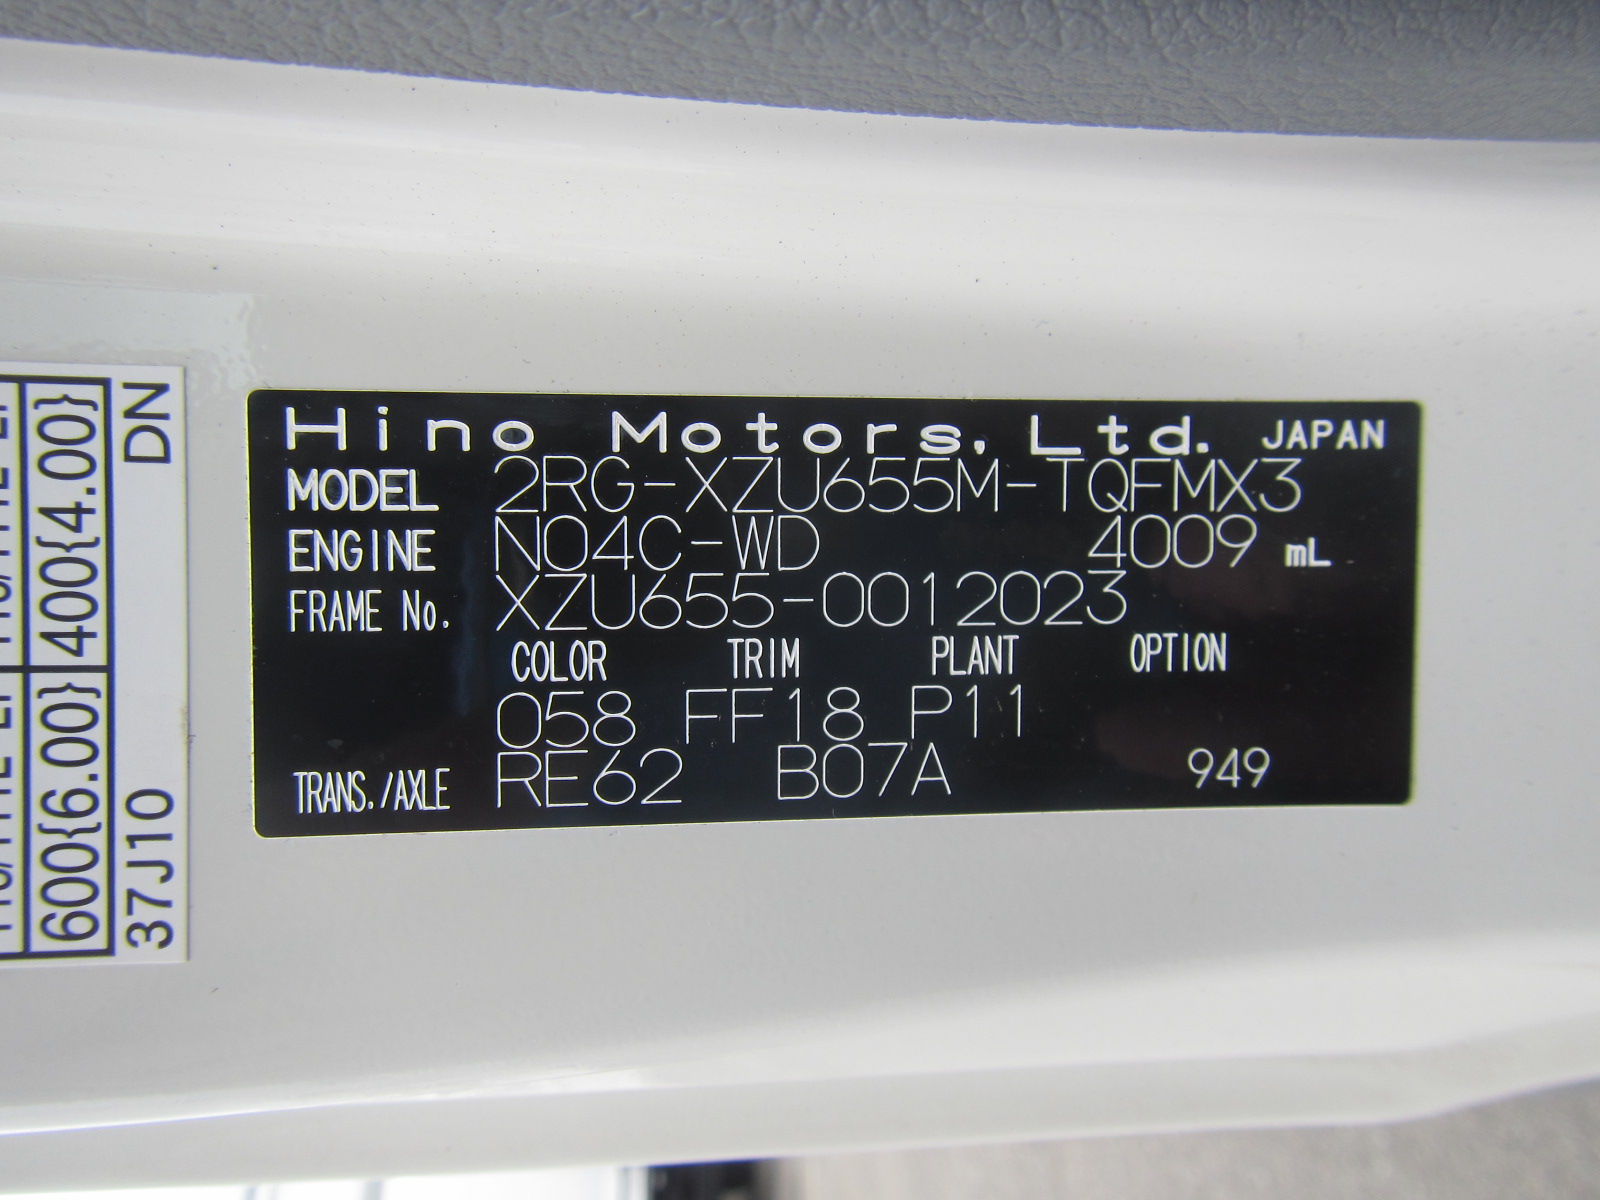 Hino Motors, Ltd. JAPAN
MODEL 2RG-XZU655M-TQFMX3
ENGINE N04C-WD 4009 mL
FRAME No. XZU655-0012023
COLOR TRIM PLANT OPTION
058 FF18 P11
TRANS./AXLE RE62 B07A 949
600{6.00} 400{4.00}
37J10 DN